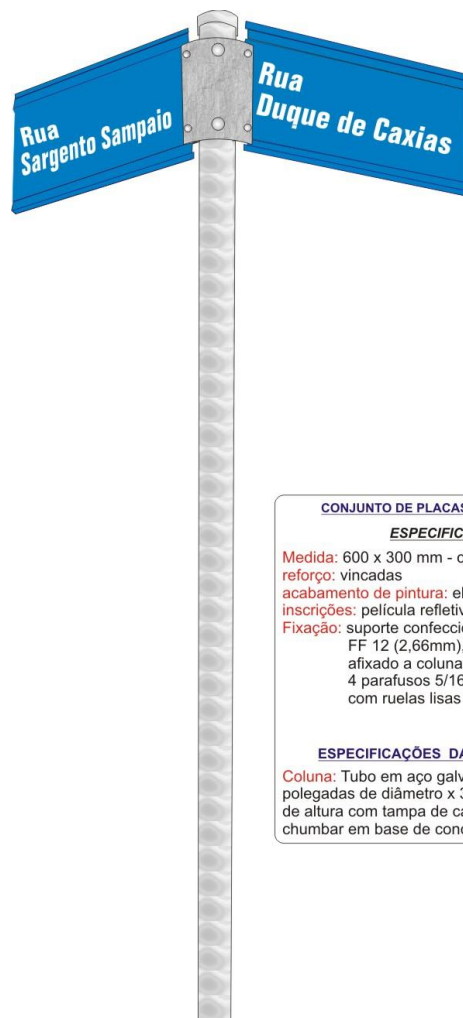 Rua
Sargento Sampaio
Rua
Duque de Caxias
CONJUNTO DE PLACAS
ESPECIFIC
Medida: 600 x 300 mm - c
reforço: vincadas
acabamento de pintura: el
inscrições: película refletiv
Fixação: suporte confeccio
FF 12 (2,66mm),
afixado a coluna
4 parafusos 5/16
com ruelas lisas
ESPECIFICAÇÕES DA
Coluna: Tubo em aço galv
polegadas de diâmetro x 3
de altura com tampa de ca
chumbar em base de conc